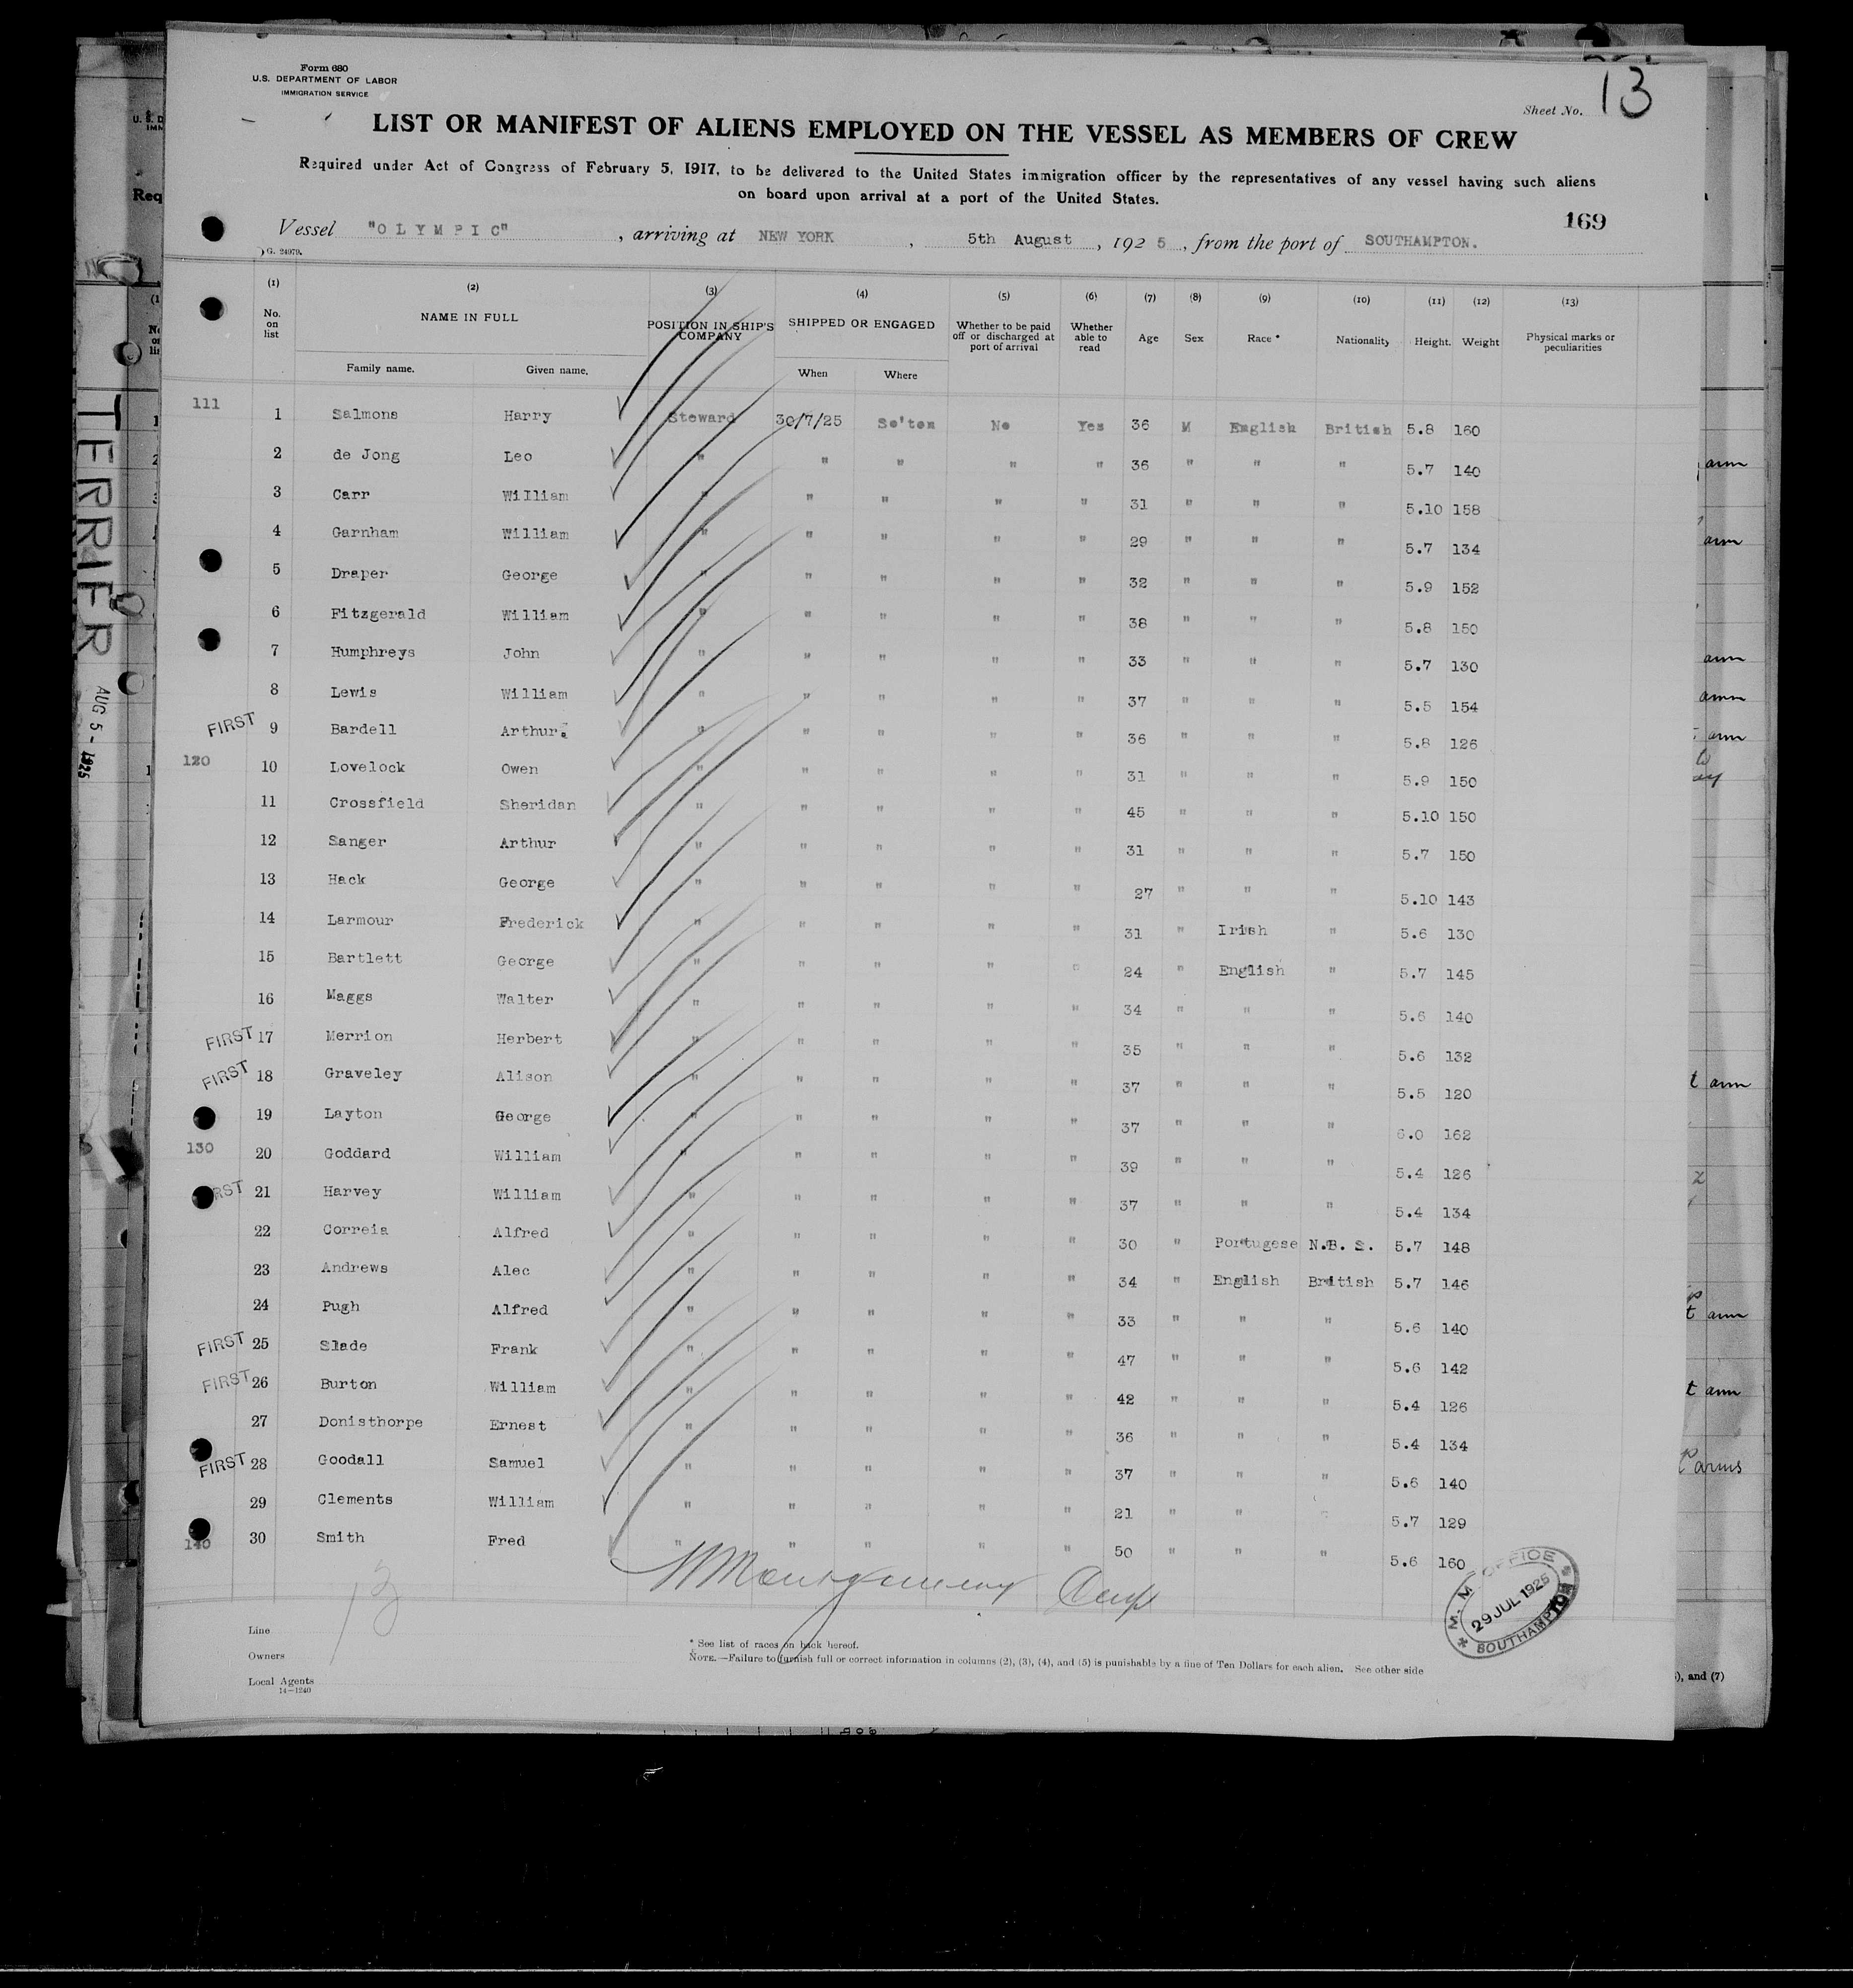 Form 680
U.S. DEPARTMENT OF LABOR
IMMIGRATION SERVICE
Sheet No. 13
LIST OR MANIFEST OF ALIENS EMPLOYED ON THE VESSEL AS MEMBERS OF CREW
Required under Act of Congress of February 5, 1917, to be delivered to the United States immigration officer by the representatives of any vessel having such aliens
on board upon arrival at a port of the United States.
169
Vessel "OLYMPIC", arriving at NEW YORK, 5th August, 1925, from the port of SOUTHAMPTON.
G. 24979.
(1) (2) (3) (4) (5) (6) (7) (8) (9) (10) (11) (12) (13)
No. on list NAME IN FULL POSITION IN SHIP'S COMPANY SHIPPED OR ENGAGED Whether to be paid off or discharged at port of arrival Whether able to read Age Sex Race * Nationality Height. Weight Physical marks or peculiarities
Family name. Given name. When Where
111 1 Salmons Harry Steward 30/7/25 So'ton No Yes 36 M English British 5.8 160
2 de Jong Leo " " " " " 36 " " " 5.7 140
3 Carr William " " " " " 31 " " " 5.10 158
4 Garnham William " " " " " 29 " " " 5.7 134
5 Draper George " " " " " 32 " " " 5.9 152
6 Fitzgerald William " " " " " 38 " " " 5.8 150
7 Humphreys John " " " " " 33 " " " 5.7 130
8 Lewis William " " " " " 37 " " " 5.5 154
FIRST 9 Bardell Arthur " " " " " 36 " " " 5.8 126
120 10 Lovelock Owen " " " " " 31 " " " 5.9 150
11 Crossfield Sheridan " " " " " 45 " " " 5.10 150
12 Sanger Arthur " " " " " 31 " " " 5.7 150
13 Hack George " " " " " 27 " " " 5.10 143
14 Larmour Frederick " " " " " 31 " Irish " 5.6 130
15 Bartlett George " " " " " 24 " English " 5.7 145
16 Maggs Walter " " " " " 34 " " " 5.6 140
FIRST 17 Merrion Herbert " " " " " 35 " " " 5.6 132
FIRST 18 Graveley Alison " " " " " 37 " " " 5.5 120
19 Layton George " " " " " 37 " " " 6.0 162
130 20 Goddard William " " " " " 39 " " " 5.4 126
FIRST 21 Harvey William " " " " " 37 " " " 5.4 134
22 Correia Alfred " " " " " 30 " Portugese N.B. S. 5.7 148
23 Andrews Alec " " " " " 34 " English British 5.7 146
24 Pugh Alfred " " " " " 33 " " " 5.6 140
FIRST 25 Slade Frank " " " " " 47 " " " 5.6 142
FIRST 26 Burton William " " " " " 42 " " " 5.4 126
27 Donisthorpe Ernest " " " " " 36 " " " 5.4 134
FIRST 28 Goodall Samuel " " " " " 37 " " " 5.6 140
29 Clements William " " " " " 21 " " " 5.7 129
140 30 Smith Fred " " " " " 50 " " " 5.6 160
13
M. M. OFFICE
29 JUL 1925
SOUTHAMPTON
Line
Owners
Local Agents
14—1240
* See list of races on back hereof.
NOTE.—Failure to furnish full or correct information in columns (2), (3), (4), and (5) is punishable by a fine of Ten Dollars for each alien. See other side
TERRIER
AUG 5 - 1925
, and (7)